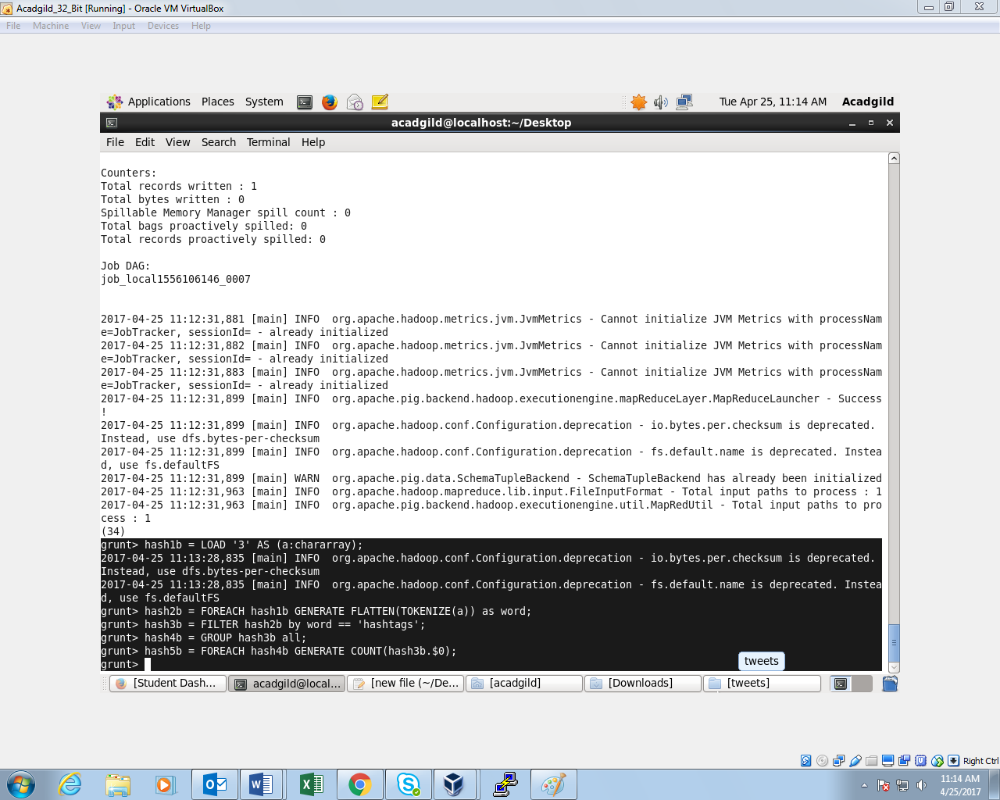 Acadgild_32_Bit [Running] - Oracle VM VirtualBox
File Machine View Input Devices Help
Applications Places System Tue Apr 25, 11:14 AM Acadgild
acadgild@localhost:~/Desktop
File Edit View Search Terminal Help
Counters:
Total records written : 1
Total bytes written : 0
Spillable Memory Manager spill count : 0
Total bags proactively spilled: 0
Total records proactively spilled: 0
Job DAG:
job_local1556106146_0007
2017-04-25 11:12:31,881 [main] INFO  org.apache.hadoop.metrics.jvm.JvmMetrics - Cannot initialize JVM Metrics with processNam
e=JobTracker, sessionId= - already initialized
2017-04-25 11:12:31,882 [main] INFO  org.apache.hadoop.metrics.jvm.JvmMetrics - Cannot initialize JVM Metrics with processNam
e=JobTracker, sessionId= - already initialized
2017-04-25 11:12:31,883 [main] INFO  org.apache.hadoop.metrics.jvm.JvmMetrics - Cannot initialize JVM Metrics with processNam
e=JobTracker, sessionId= - already initialized
2017-04-25 11:12:31,899 [main] INFO  org.apache.pig.backend.hadoop.executionengine.mapReduceLayer.MapReduceLauncher - Success
!
2017-04-25 11:12:31,899 [main] INFO  org.apache.hadoop.conf.Configuration.deprecation - io.bytes.per.checksum is deprecated.
Instead, use dfs.bytes-per-checksum
2017-04-25 11:12:31,899 [main] INFO  org.apache.hadoop.conf.Configuration.deprecation - fs.default.name is deprecated. Instea
d, use fs.defaultFS
2017-04-25 11:12:31,899 [main] WARN  org.apache.pig.data.SchemaTupleBackend - SchemaTupleBackend has already been initialized
2017-04-25 11:12:31,963 [main] INFO  org.apache.hadoop.mapreduce.lib.input.FileInputFormat - Total input paths to process : 1
2017-04-25 11:12:31,963 [main] INFO  org.apache.pig.backend.hadoop.executionengine.util.MapRedUtil - Total input paths to pro
cess : 1
(34)
grunt> hash1b = LOAD '3' AS (a:chararray);
2017-04-25 11:13:28,835 [main] INFO  org.apache.hadoop.conf.Configuration.deprecation - io.bytes.per.checksum is deprecated.
Instead, use dfs.bytes-per-checksum
2017-04-25 11:13:28,835 [main] INFO  org.apache.hadoop.conf.Configuration.deprecation - fs.default.name is deprecated. Instea
d, use fs.defaultFS
grunt> hash2b = FOREACH hash1b GENERATE FLATTEN(TOKENIZE(a)) as word;
grunt> hash3b = FILTER hash2b by word == 'hashtags';
grunt> hash4b = GROUP hash3b all;
grunt> hash5b = FOREACH hash4b GENERATE COUNT(hash3b.$0);
grunt>
tweets
[Student Dash... acadgild@local... [new file (~/De... [acadgild] [Downloads] [tweets]
Right Ctrl
11:14 AM
4/25/2017